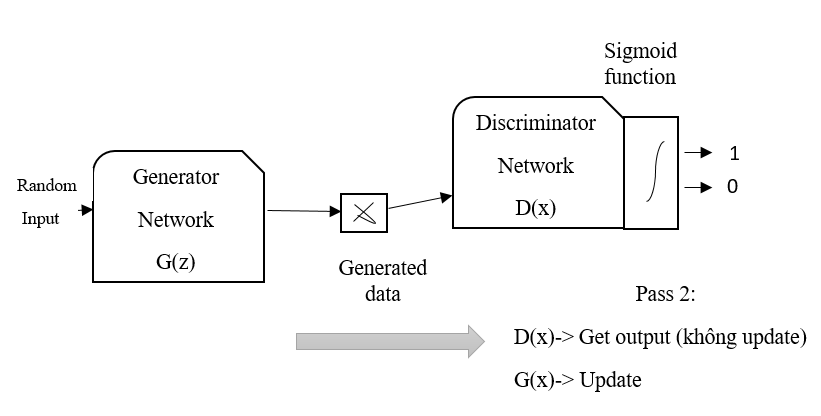 Sigmoid
function
Discriminator
Network
D(x)
1
0
Generator
Network
G(z)
Random
Input
Generated
data
Pass 2:
D(x)-> Get output (không update)
G(x)-> Update